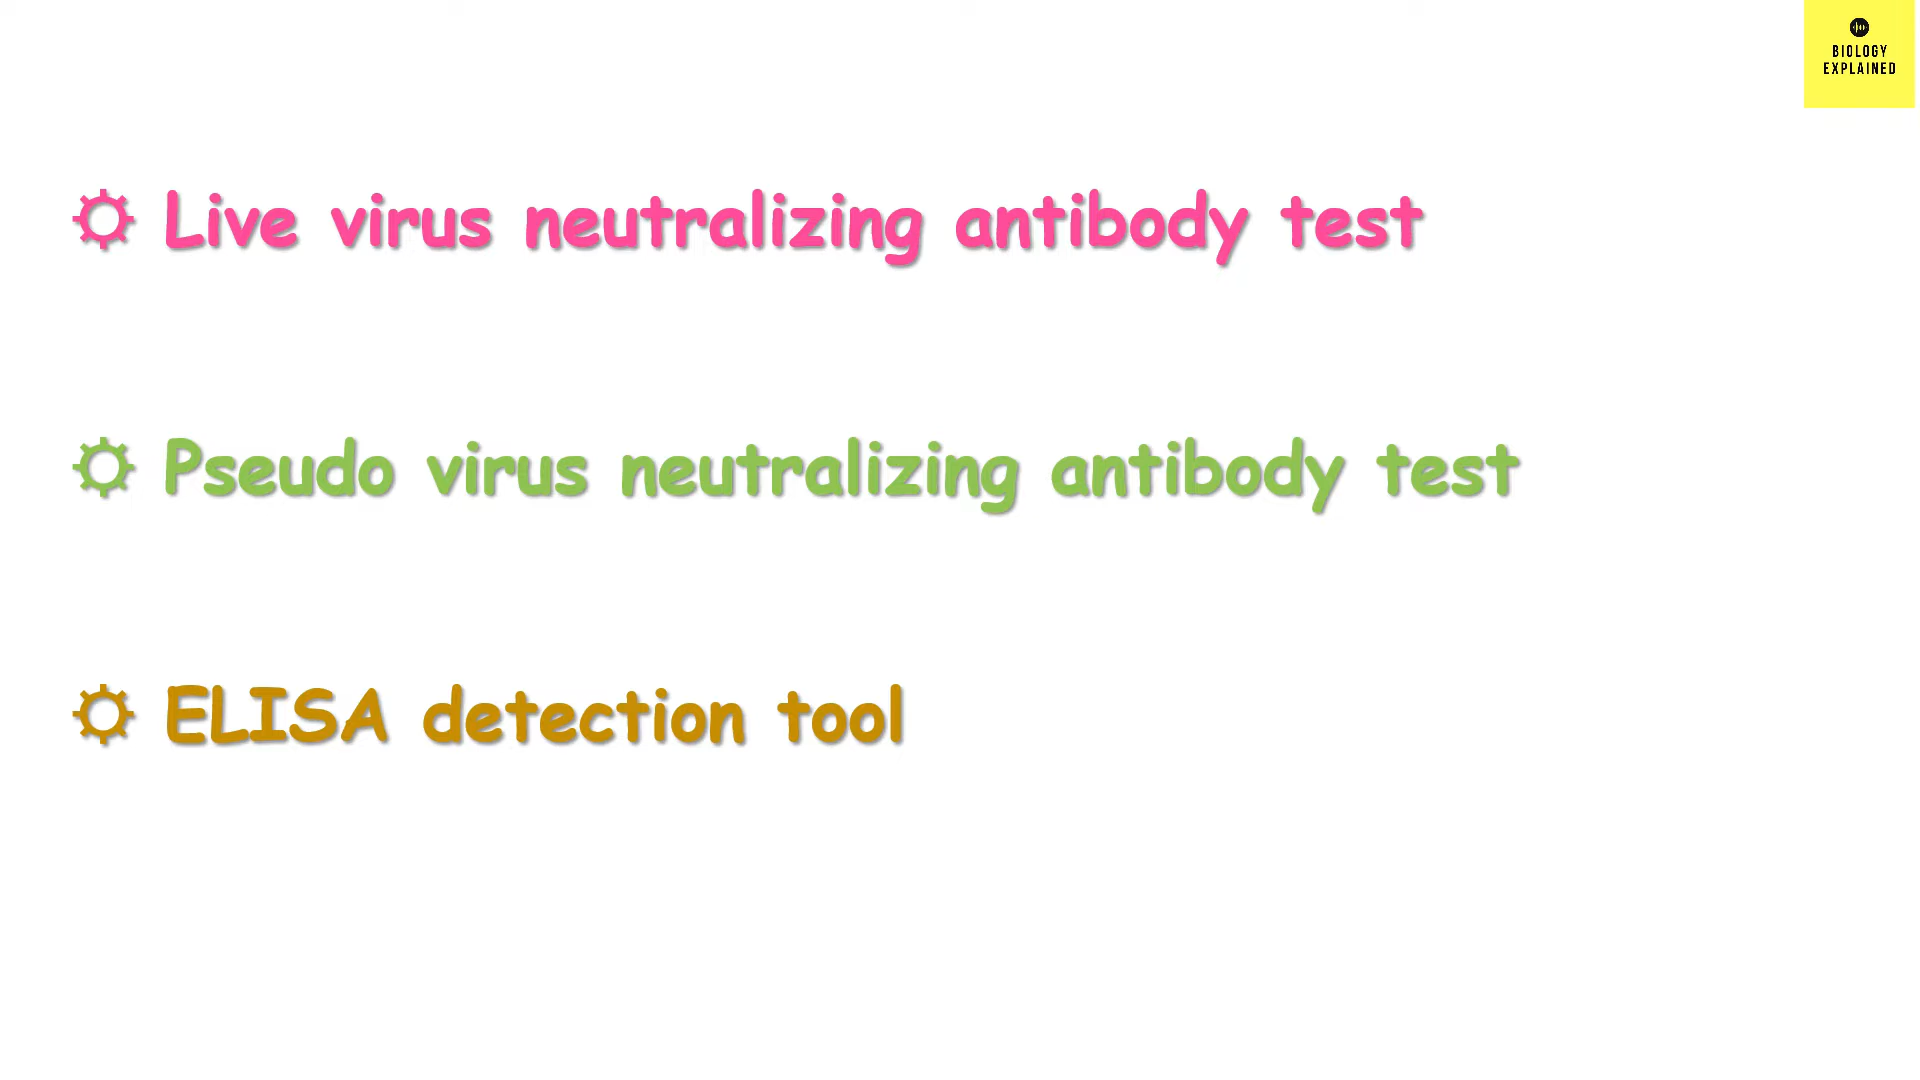 BIOLOGY
EXPLAINED
Live virus neutralizing antibody test
Pseudo virus neutralizing antibody test
ELISA detection tool